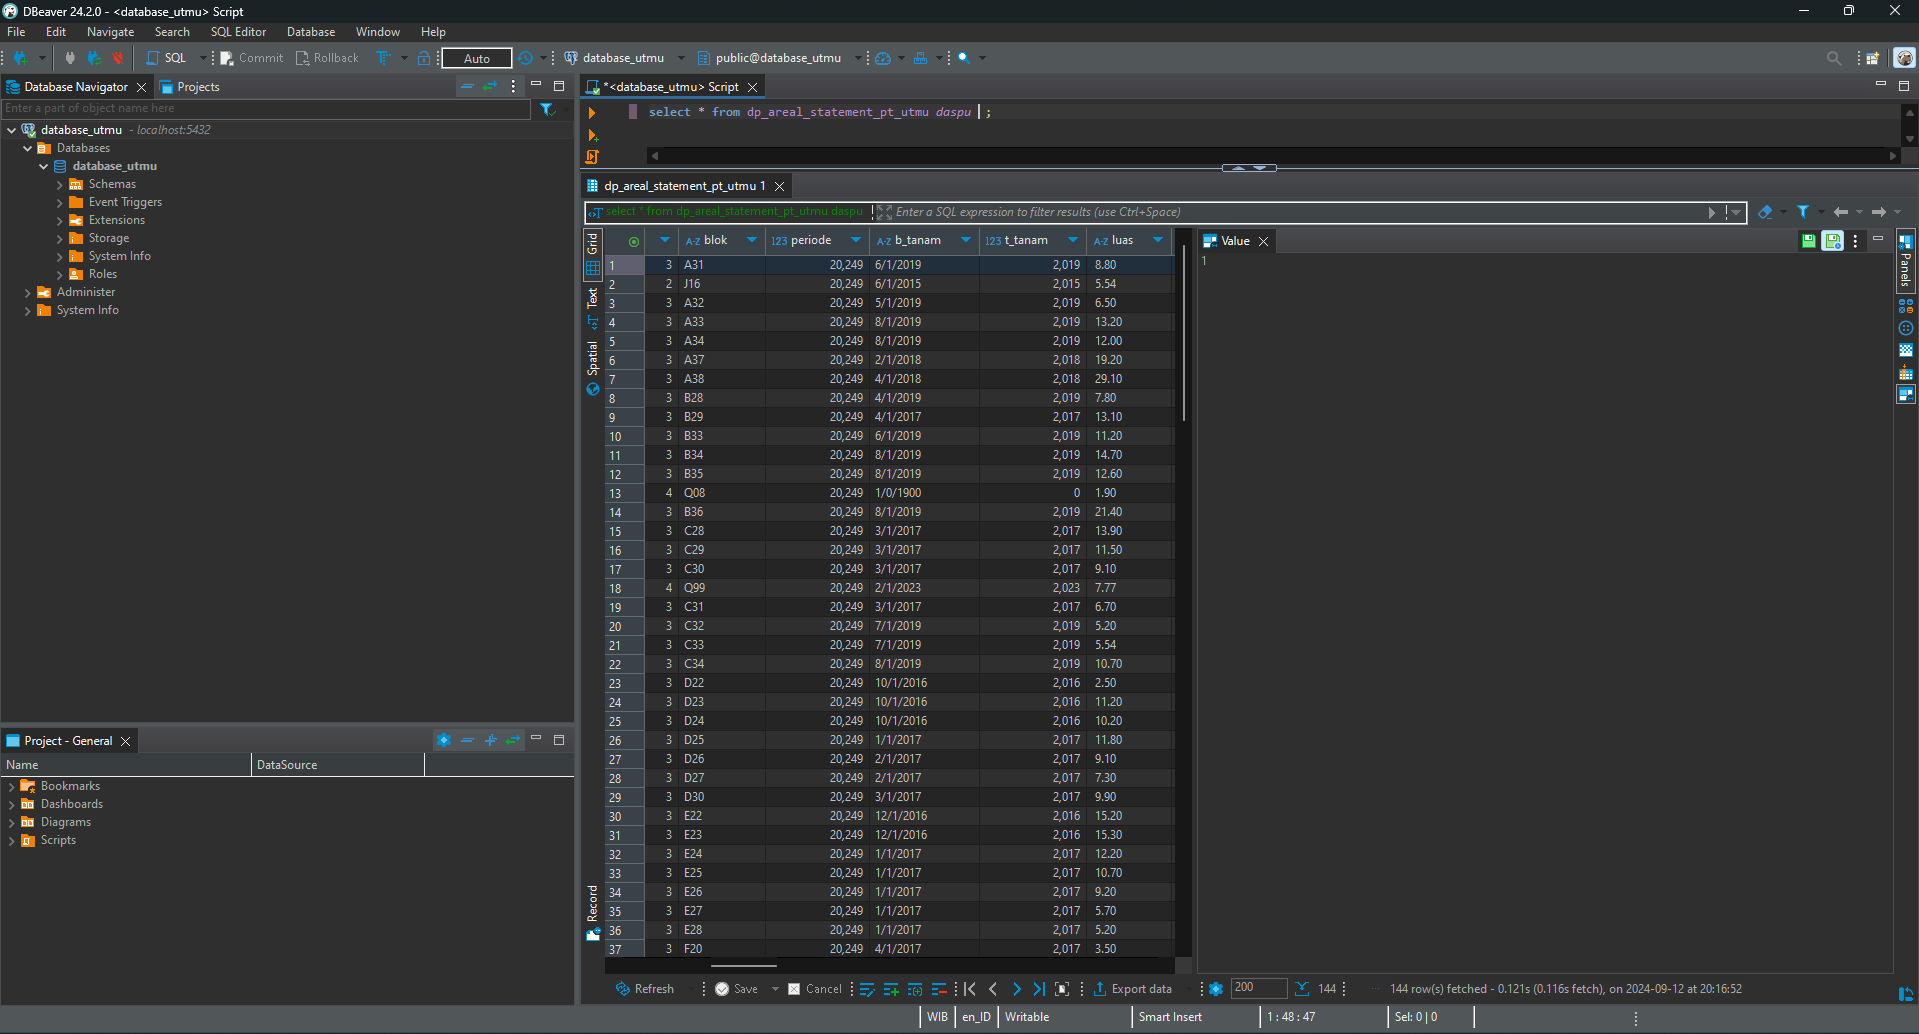 DBeaver 24.2.0 - <database_utmu> Script
File Edit Navigate Search SQL Editor Database Window Help
SQL Commit Rollback Auto database_utmu public@database_utmu
Database Navigator Projects
Enter a part of object name here
database_utmu - localhost:5432
Databases
database_utmu
Schemas
Event Triggers
Extensions
Storage
System Info
Roles
Administer
System Info
Project - General
Name DataSource
Bookmarks
Dashboards
Diagrams
Scripts
*<database_utmu> Script
select * from dp_areal_statement_pt_utmu daspu ;
dp_areal_statement_pt_utmu 1
select * from dp_areal_statement_pt_utmu daspu Enter a SQL expression to filter results (use Ctrl+Space)
Grid
Text
Spatial
Record
A-Z blok 123 periode A-Z b_tanam 123 t_tanam A-Z luas
1 3 A31 20,249 6/1/2019 2,019 8.80
2 2 J16 20,249 6/1/2015 2,015 5.54
3 3 A32 20,249 5/1/2019 2,019 6.50
4 3 A33 20,249 8/1/2019 2,019 13.20
5 3 A34 20,249 8/1/2019 2,019 12.00
6 3 A37 20,249 2/1/2018 2,018 19.20
7 3 A38 20,249 4/1/2018 2,018 29.10
8 3 B28 20,249 4/1/2019 2,019 7.80
9 3 B29 20,249 4/1/2017 2,017 13.10
10 3 B33 20,249 6/1/2019 2,019 11.20
11 3 B34 20,249 8/1/2019 2,019 14.70
12 3 B35 20,249 8/1/2019 2,019 12.60
13 4 Q08 20,249 1/0/1900 0 1.90
14 3 B36 20,249 8/1/2019 2,019 21.40
15 3 C28 20,249 3/1/2017 2,017 13.90
16 3 C29 20,249 3/1/2017 2,017 11.50
17 3 C30 20,249 3/1/2017 2,017 9.10
18 4 Q99 20,249 2/1/2023 2,023 7.77
19 3 C31 20,249 3/1/2017 2,017 6.70
20 3 C32 20,249 7/1/2019 2,019 5.20
21 3 C33 20,249 7/1/2019 2,019 5.54
22 3 C34 20,249 8/1/2019 2,019 10.70
23 3 D22 20,249 10/1/2016 2,016 2.50
24 3 D23 20,249 10/1/2016 2,016 11.20
25 3 D24 20,249 10/1/2016 2,016 10.20
26 3 D25 20,249 1/1/2017 2,017 11.80
27 3 D26 20,249 2/1/2017 2,017 9.10
28 3 D27 20,249 2/1/2017 2,017 7.30
29 3 D30 20,249 3/1/2017 2,017 9.90
30 3 E22 20,249 12/1/2016 2,016 15.20
31 3 E23 20,249 12/1/2016 2,016 15.30
32 3 E24 20,249 1/1/2017 2,017 12.20
33 3 E25 20,249 1/1/2017 2,017 10.70
34 3 E26 20,249 1/1/2017 2,017 9.20
35 3 E27 20,249 1/1/2017 2,017 5.70
36 3 E28 20,249 1/1/2017 2,017 5.20
37 3 F20 20,249 4/1/2017 2,017 3.50
Value
1
Panels
Refresh Save Cancel Export data 200 144 144 row(s) fetched - 0.121s (0.116s fetch), on 2024-09-12 at 20:16:52
WIB en_ID Writable Smart Insert 1 : 48 : 47 Sel: 0 | 0